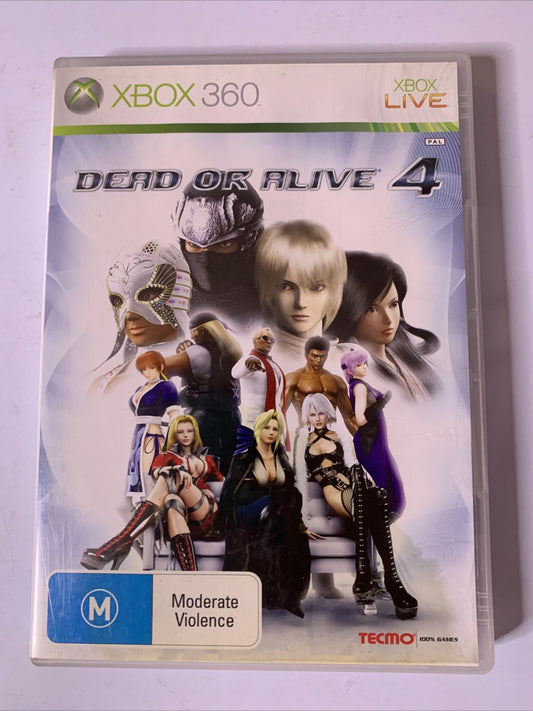 XBOX 360
XBOX
LIVE
PAL
DEAD OR ALIVE 4
M
Moderate
Violence
TECMO 100% GAMES